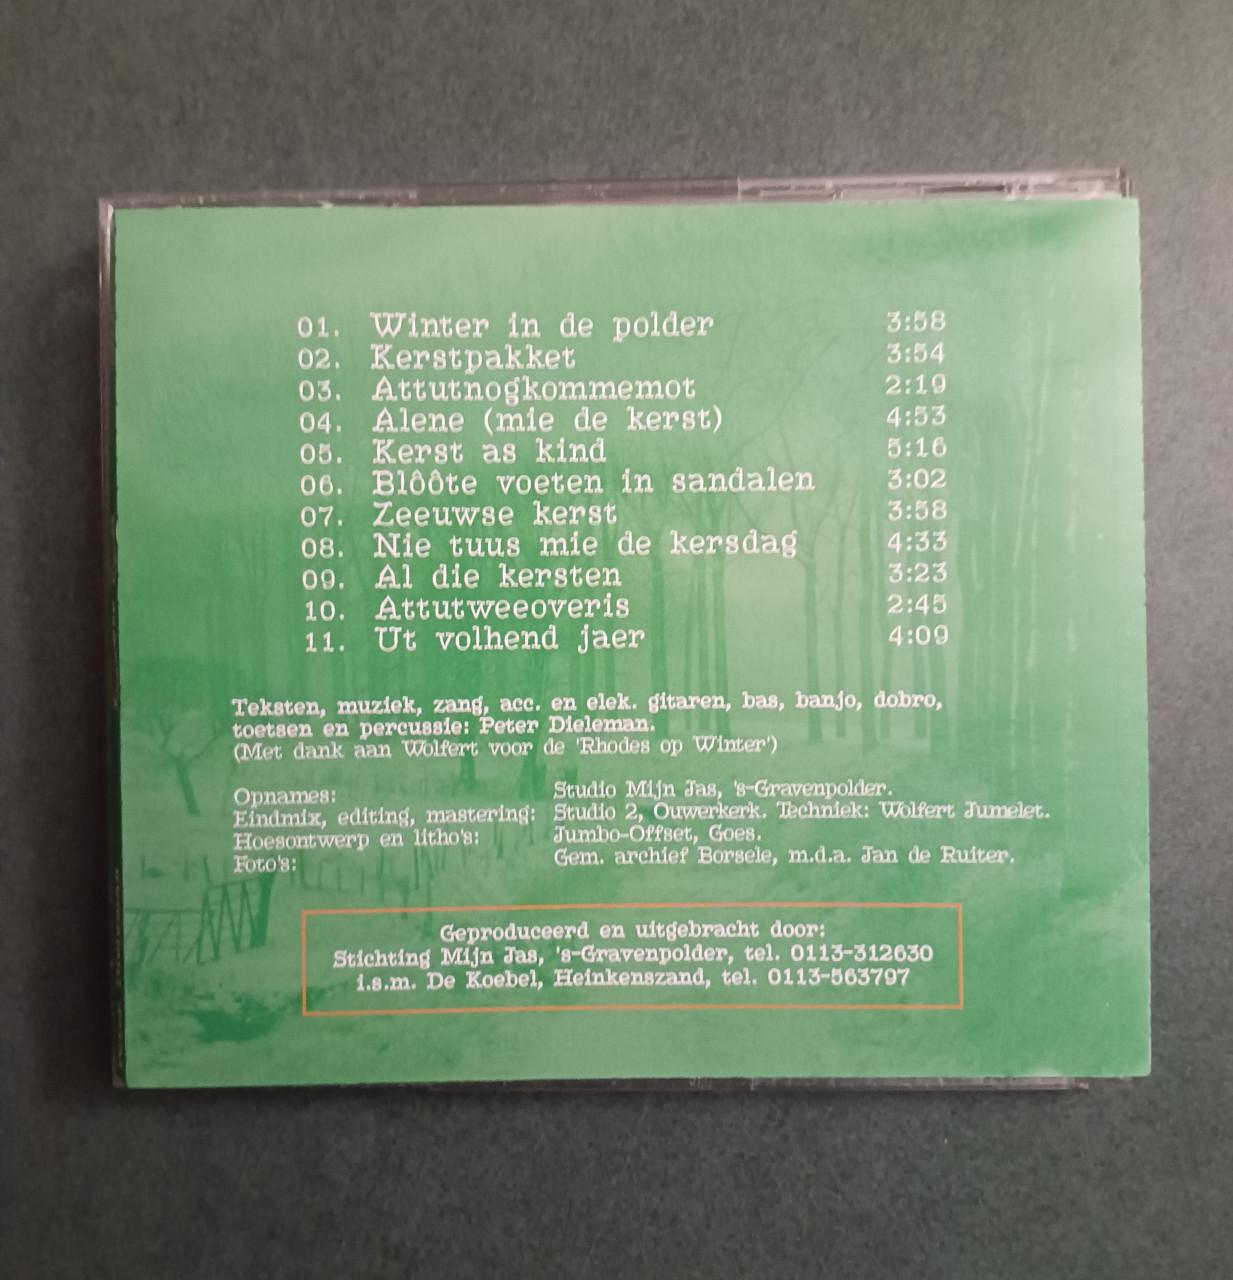 01. Winter in de polder 3:58
02. Kerstpakket 3:54
03. Attutnogkommemot 2:19
04. Alene (mie de kerst) 4:53
05. Kerst as kind 5:16
06. Blôôte voeten in sandalen 3:02
07. Zeeuwse kerst 3:58
08. Nie tuus mie de kersdag 4:33
09. Al die kersten 3:23
10. Attutweeoveris 2:45
11. Ut volhend jaer 4:09
Teksten, muziek, zang, acc. en elek. gitaren, bas, banjo, dobro,
toetsen en percussie: Peter Dieleman.
(Met dank aan Wolfert voor de 'Rhodes op Winter')
Opnames: Studio Mijn Jas, 's-Gravenpolder.
Eindmix, editing, mastering: Studio 2, Ouwerkerk. Techniek: Wolfert Jumelet.
Hoesontwerp en litho's: Jumbo-Offset, Goes.
Foto's: Gem. archief Borsele, m.d.a. Jan de Ruiter.
Geproduceerd en uitgebracht door:
Stichting Mijn Jas, 's-Gravenpolder, tel. 0113-312630
i.s.m. De Koebel, Heinkenszand, tel. 0113-563797